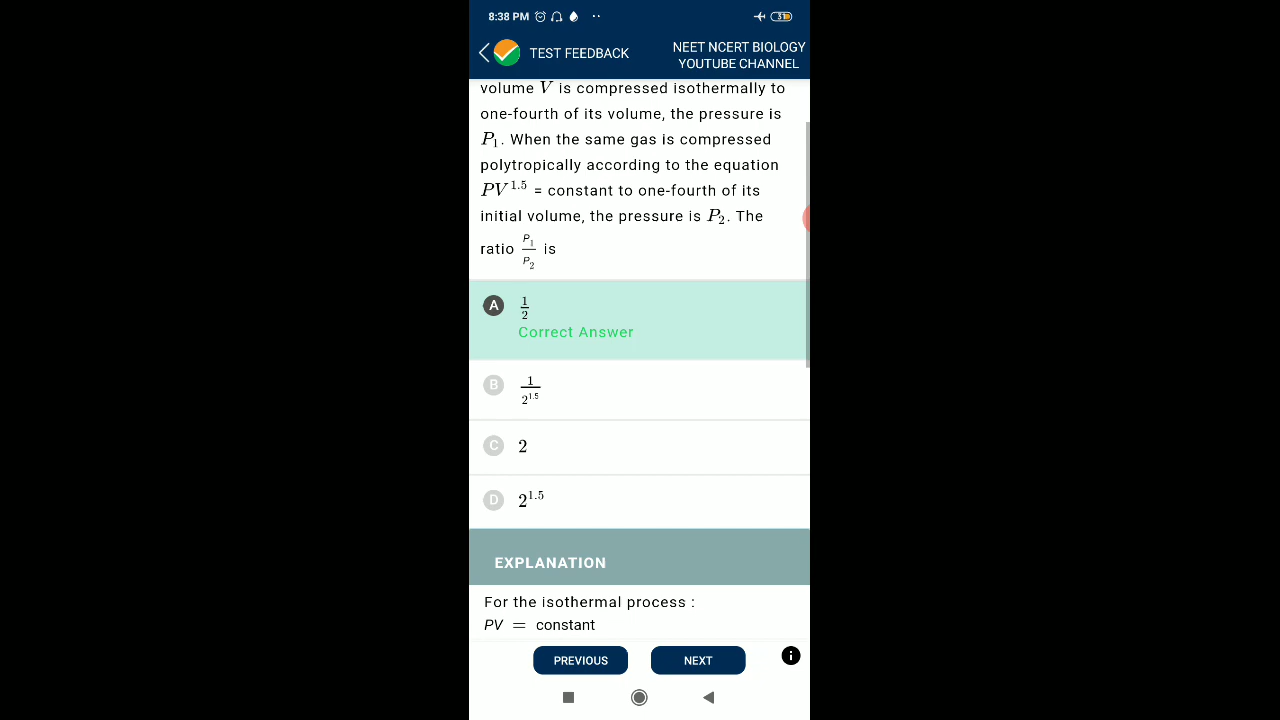 8:38 PM
31
TEST FEEDBACK
NEET NCERT BIOLOGY
YOUTUBE CHANNEL
volume V is compressed isothermally to
one-fourth of its volume, the pressure is
P₁. When the same gas is compressed
polytropically according to the equation
PV^1.5 = constant to one-fourth of its
initial volume, the pressure is P₂. The
ratio P₁/P₂ is
A 1/2
Correct Answer
B 1/2^1.5
C 2
D 2^1.5
EXPLANATION
For the isothermal process :
PV = constant
PREVIOUS
NEXT
i